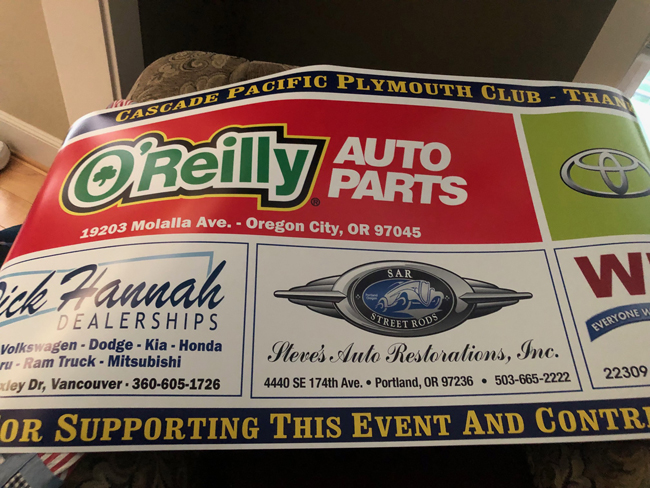 CASCADE PACIFIC PLYMOUTH CLUB - THAN
O'Reilly AUTO PARTS
19203 Molalla Ave. - Oregon City, OR 97045
ick Hannah
DEALERSHIPS
Volkswagen - Dodge - Kia - Honda
ru - Ram Truck - Mitsubishi
xley Dr, Vancouver · 360-605-1726
S.A.R
STREET RODS
Steve's Auto Restorations, Inc.
4440 SE 174th Ave. • Portland, OR 97236 • 503-665-2222
W
EVERYONE W
22309
OR SUPPORTING THIS EVENT AND CONTRI